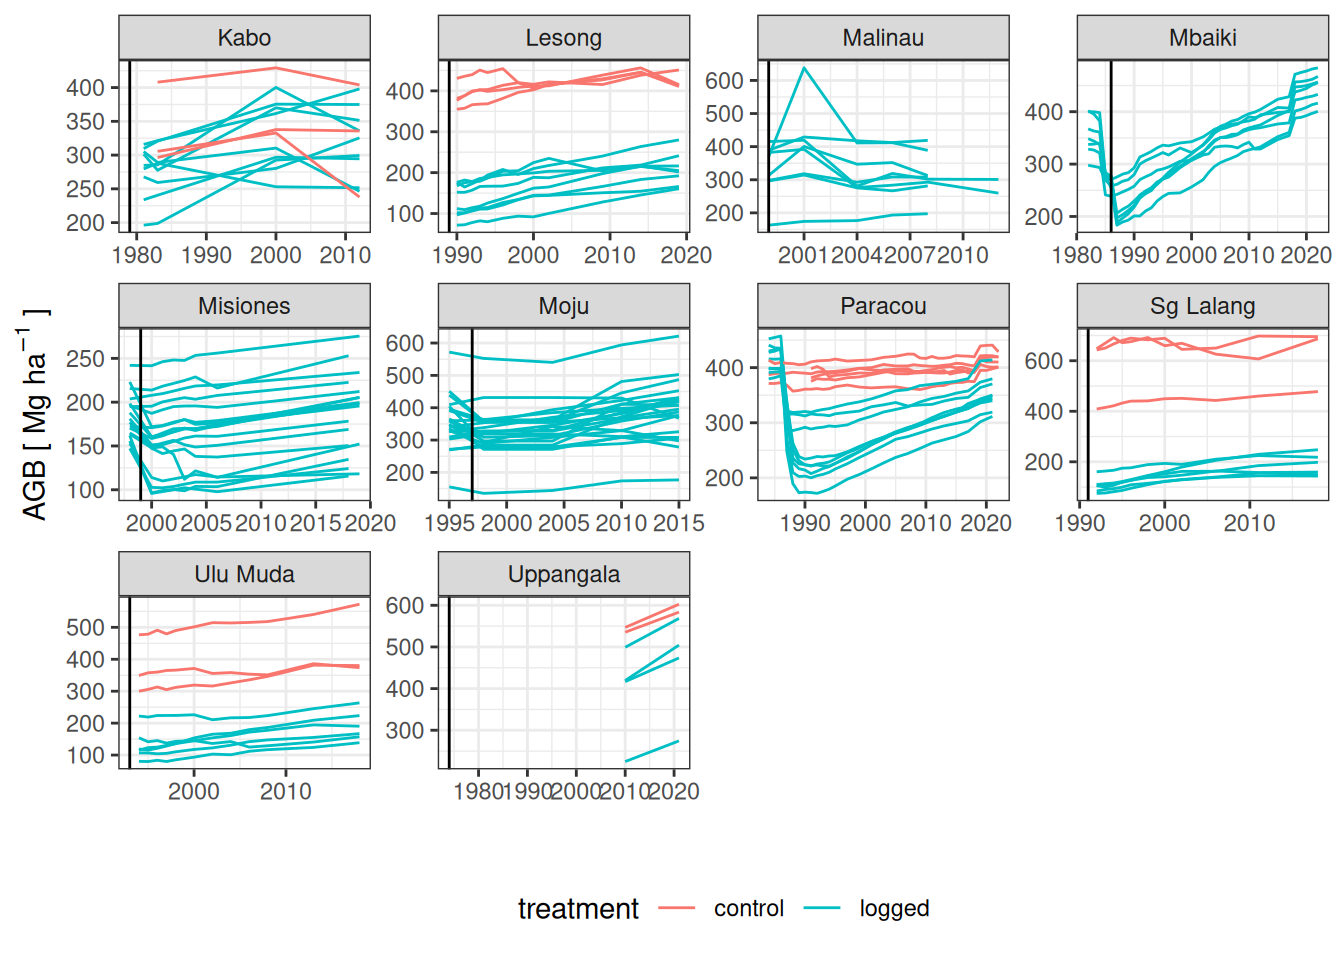 Kabo Lesong Malinau Mbaiki
400 350 300 250 200
1980 1990 2000 2010
400 300 200 100
1990 2000 2010 2020
600 500 400 300 200
2001 2004 2007 2010
400 300 200
1980 1990 2000 2010 2020
AGB [ Mg ha−1 ]
Misiones Moju Paracou Sg Lalang
250 200 150 100
2000 2005 2010 2015 2020
600 500 400 300 200
1995 2000 2005 2010 2015
400 300 200
1990 2000 2010 2020
600 400 200
1990 2000 2010
Ulu Muda Uppangala
500 400 300 200 100
2000 2010
600 500 400 300
1980 1990 2000 2010 2020
treatment control logged